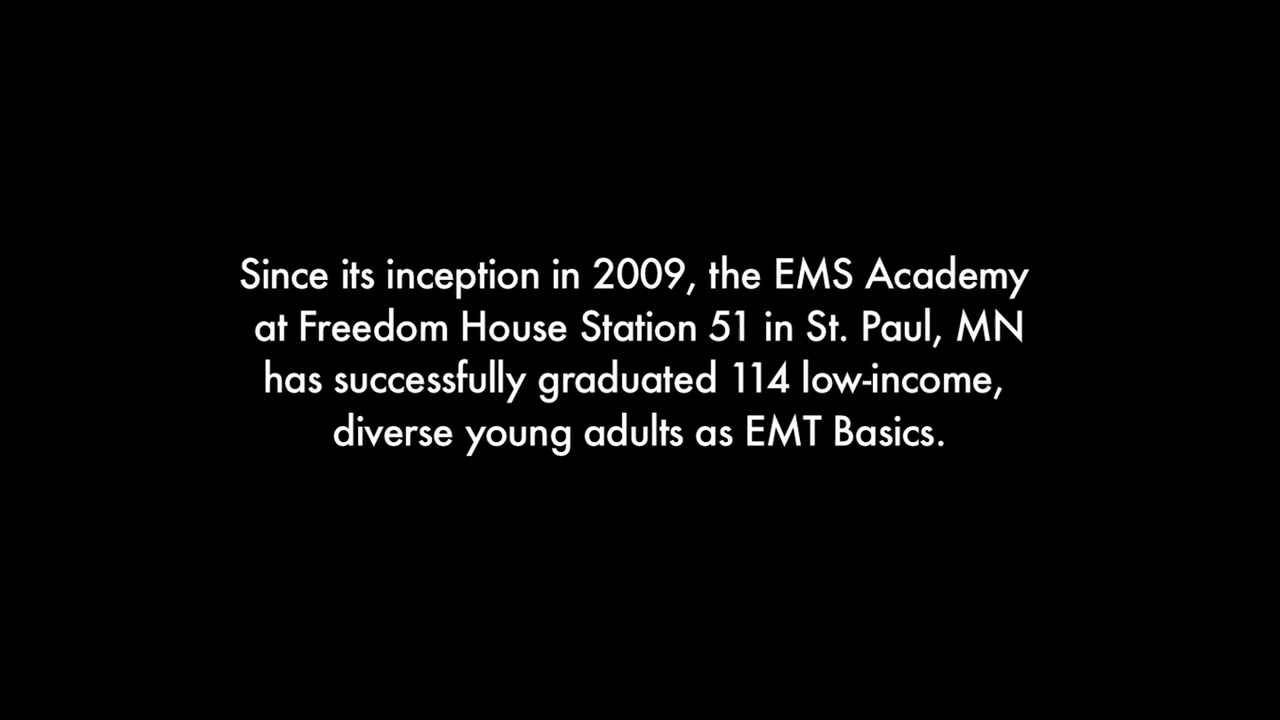 Since its inception in 2009, the EMS Academy
at Freedom House Station 51 in St. Paul, MN
has successfully graduated 114 low-income,
diverse young adults as EMT Basics.